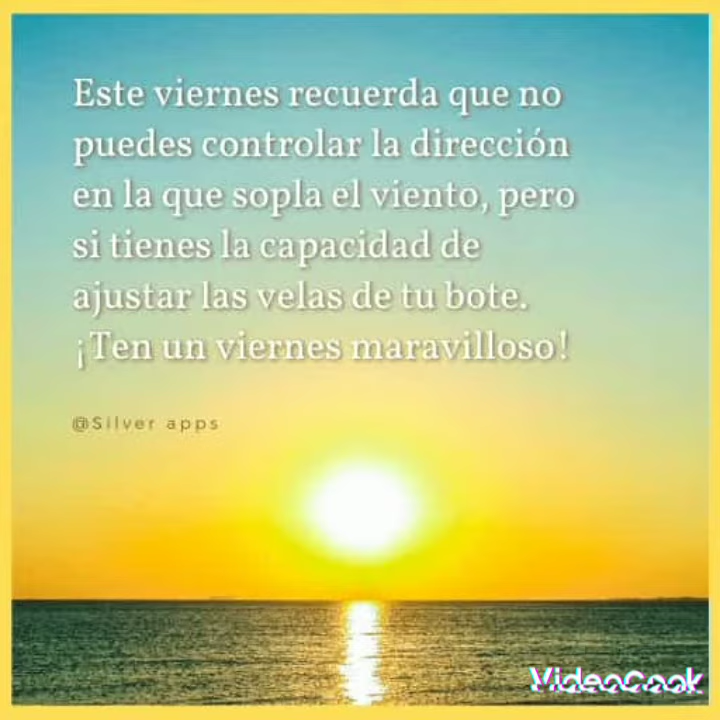 Este viernes recuerda que no
puedes controlar la dirección
en la que sopla el viento, pero
si tienes la capacidad de
ajustar las velas de tu bote.
¡Ten un viernes maravilloso!
@Silver apps
VideoCook